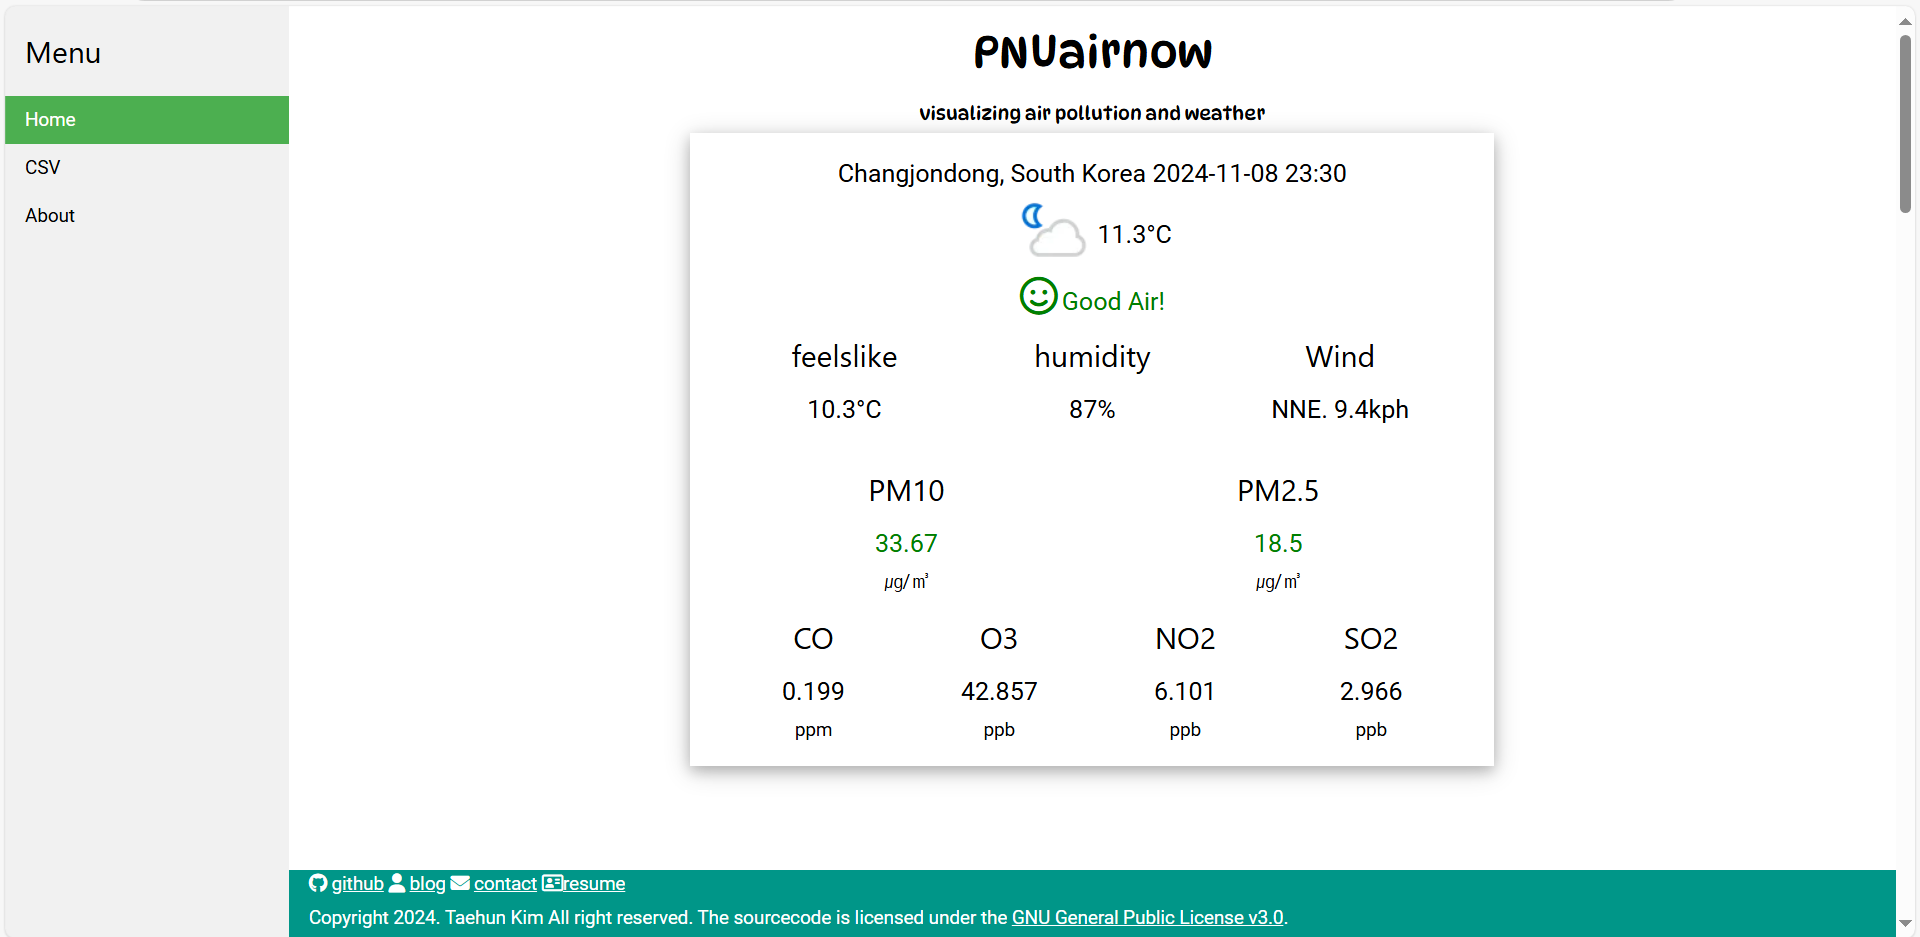 Menu
Home
CSV
About
PNUairnow
visualizing air pollution and weather
Changjondong, South Korea 2024-11-08 23:30
11.3°C
Good Air!
feelslike humidity Wind
10.3°C 87% NNE. 9.4kph
PM10 PM2.5
33.67 18.5
㎍/㎥ ㎍/㎥
CO O3 NO2 SO2
0.199 42.857 6.101 2.966
ppm ppb ppb ppb
github blog contact resume
Copyright 2024. Taehun Kim All right reserved. The sourcecode is licensed under the GNU General Public License v3.0.